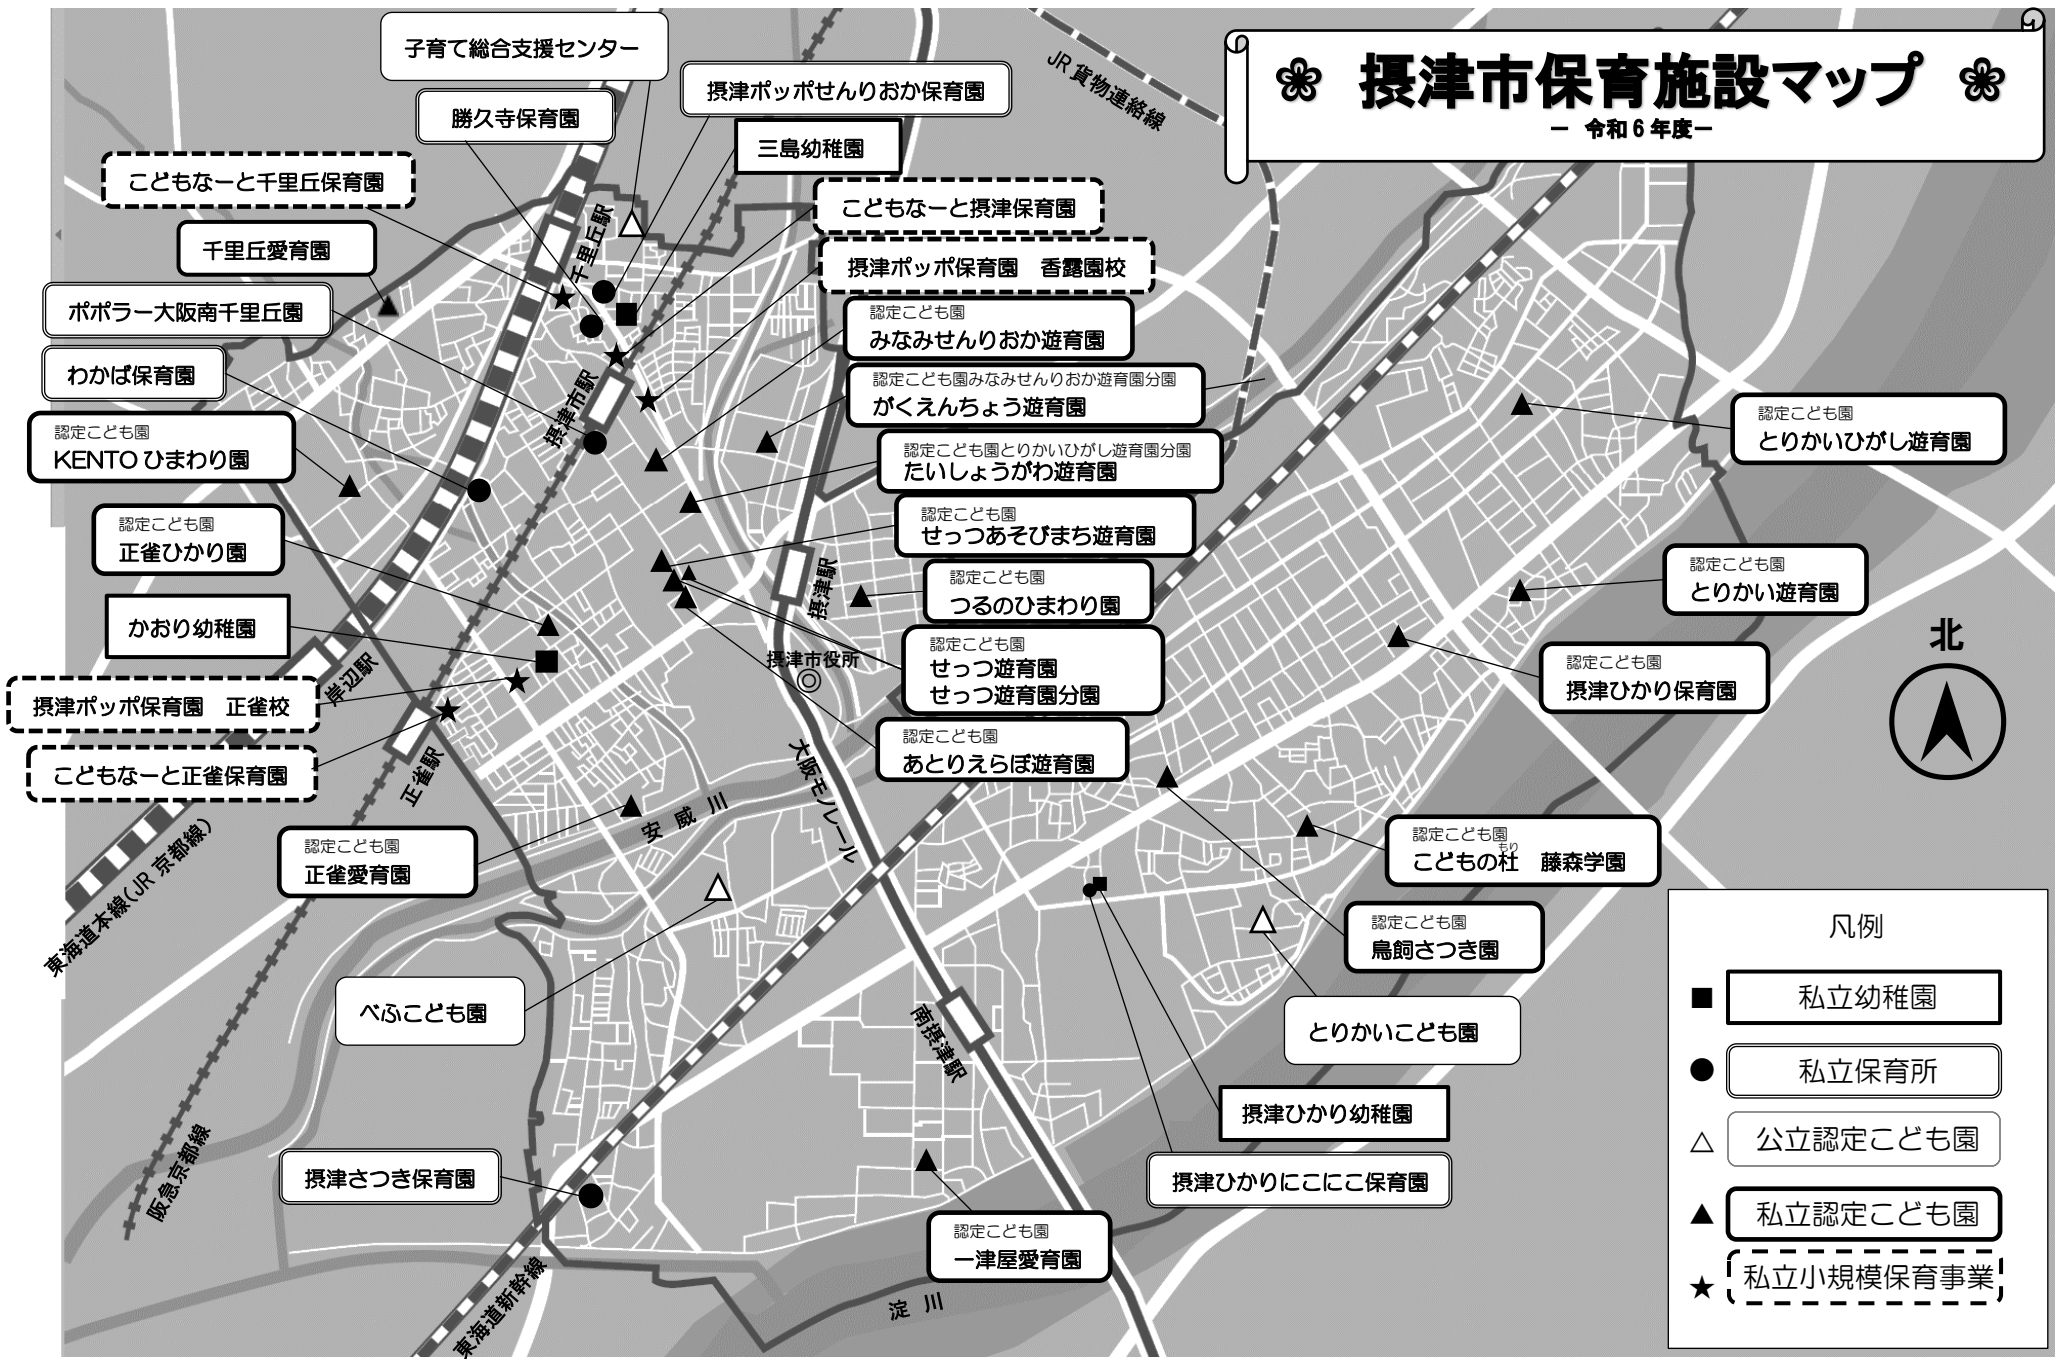 摂津市保育施設マップ
ー 令和6年度ー
子育て総合支援センター
摂津ポッポせんりおか保育園
勝久寺保育園
三島幼稚園
こどもなーと千里丘保育園
こどもなーと摂津保育園
千里丘愛育園
摂津ポッポ保育園 香露園校
ポポラー大阪南千里丘園
認定こども園
みなみせんりおか遊育園
わかば保育園
認定こども園みなみせんりおか遊育園分園
がくえんちょう遊育園
認定こども園
KENTOひまわり園
認定こども園とりかいひがし遊育園分園
たいしょうがわ遊育園
認定こども園
とりかいひがし遊育園
認定こども園
正雀ひかり園
認定こども園
せっつあそびまち遊育園
認定こども園
つるのひまわり園
認定こども園
とりかい遊育園
かおり幼稚園
認定こども園
せっつ遊育園
せっつ遊育園分園
認定こども園
摂津ひかり保育園
摂津ポッポ保育園 正雀校
認定こども園
あとりえらぼ遊育園
こどもなーと正雀保育園
認定こども園
正雀愛育園
認定こども園
こどもの杜 藤森学園
もり
認定こども園
鳥飼さつき園
べふこども園
とりかいこども園
摂津ひかり幼稚園
摂津さつき保育園
摂津ひかりにこにこ保育園
認定こども園
一津屋愛育園
JR貨物連絡線
千里丘駅
摂津市駅
摂津駅
摂津市役所
岸辺駅
正雀駅
大阪モノレール
安威川
南摂津駅
東海道本線(JR京都線)
阪急京都線
東海道新幹線
淀川
北
凡例
私立幼稚園
私立保育所
公立認定こども園
私立認定こども園
私立小規模保育事業